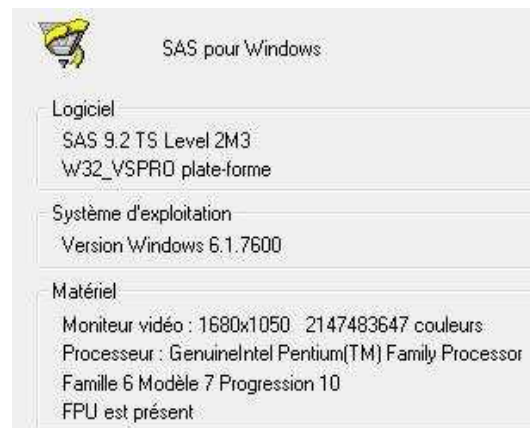 SAS pour Windows
Logiciel
SAS 9.2 TS Level 2M3
W32_VSPRO plate-forme
Système d'exploitation
Version Windows 6.1.7600
Matériel
Moniteur vidéo : 1680x1050 2147483647 couleurs
Processeur : GenuineIntel Pentium(TM) Family Processor
Famille 6 Modèle 7 Progression 10
FPU est présent